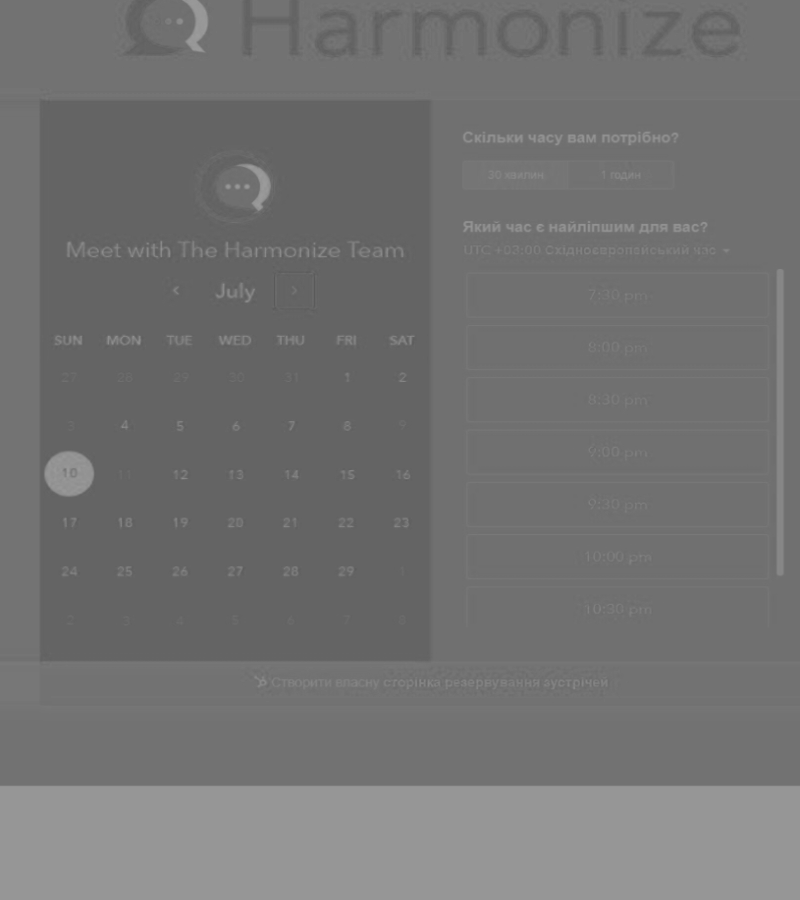 Harmonize
Meet with The Harmonize Team
July
SUN MON TUE WED THU FRI SAT
27 28 29 30 31 1 2
3 4 5 6 7 8 9
10 11 12 13 14 15 16
17 18 19 20 21 22 23
24 25 26 27 28 29 1
2 3 4 5 6 7 8
Скільки часу вам потрібно?
30 хвилин 1 годин
Який час є найліпшим для вас?
UTC +03:00 Східноєвропейський час
7:30 pm
8:00 pm
8:30 pm
9:00 pm
9:30 pm
10:00 pm
10:30 pm
Створити власну сторінка резервування зустрічей